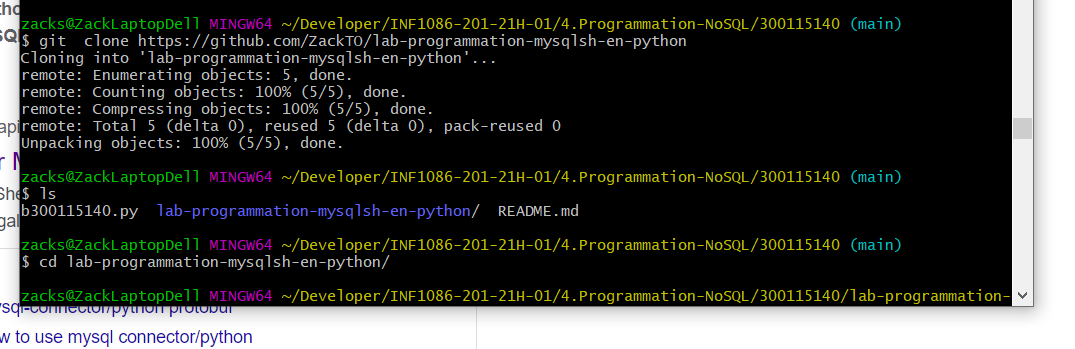 tho
SQ
zacks@ZackLaptopDell MINGW64 ~/Developer/INF1086-201-21H-01/4.Programmation-NoSQL/300115140 (main)
$ git  clone https://github.com/ZackTO/lab-programmation-mysqlsh-en-python
Cloning into 'lab-programmation-mysqlsh-en-python'...
remote: Enumerating objects: 5, done.
remote: Counting objects: 100% (5/5), done.
remote: Compressing objects: 100% (5/5), done.
remote: Total 5 (delta 0), reused 5 (delta 0), pack-reused 0
Unpacking objects: 100% (5/5), done.
api
r M
zacks@ZackLaptopDell MINGW64 ~/Developer/INF1086-201-21H-01/4.Programmation-NoSQL/300115140 (main)
$ ls
She
b300115140.py  lab-programmation-mysqlsh-en-python/  README.md
gal
zacks@ZackLaptopDell MINGW64 ~/Developer/INF1086-201-21H-01/4.Programmation-NoSQL/300115140 (main)
$ cd lab-programmation-mysqlsh-en-python/
zacks@ZackLaptopDell MINGW64 ~/Developer/INF1086-201-21H-01/4.Programmation-NoSQL/300115140/lab-programmation-
ysql-connector/python protobuf
w to use mysql connector/python